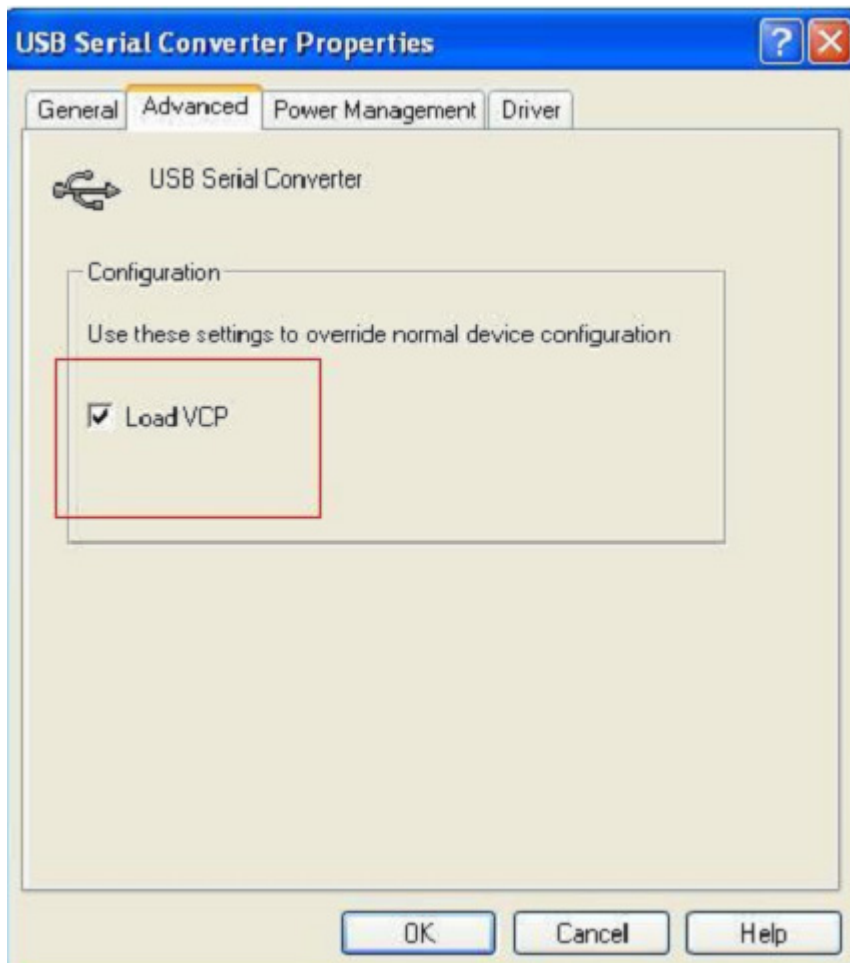 USB Serial Converter Properties
General Advanced Power Management Driver
USB Serial Converter
Configuration
Use these settings to override normal device configuration
Load VCP
OK Cancel Help